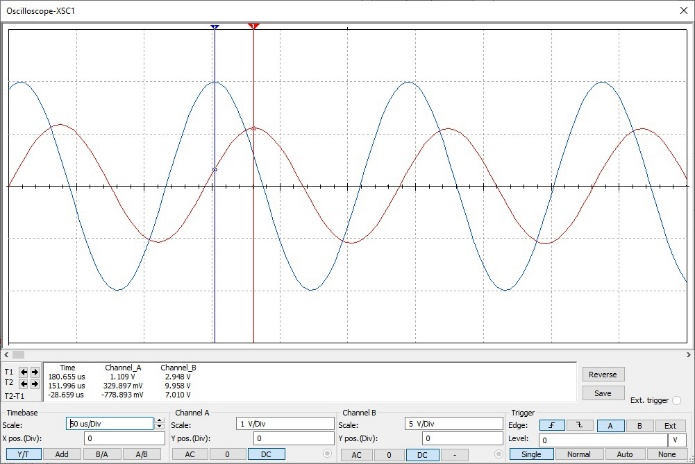 Oscilloscope-XSC1
Time Channel_A Channel_B
T1 180.655 us 1.109 V 2.948 V
T2 151.996 us 329.897 mV 9.958 V
T2-T1 -28.659 us -778.893 mV 7.010 V
Reverse
Save
Ext. trigger
Timebase Channel A Channel B Trigger
Scale: 50 us/Div Scale: 1 V/Div Scale: 5 V/Div Edge: A B Ext
X pos.(Div): 0 Y pos.(Div): 0 Y pos.(Div): 0 Level: 0 V
Y/T Add B/A A/B AC 0 DC AC 0 DC - Single Normal Auto None